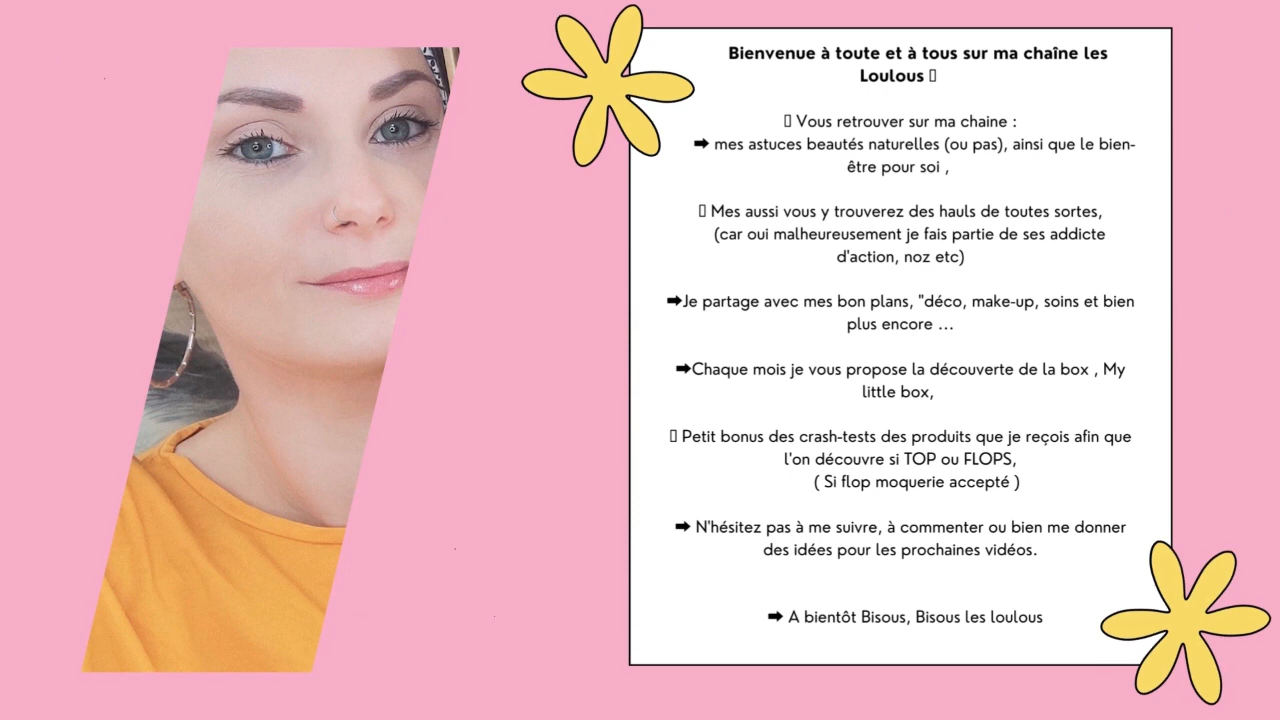 Bienvenue à toute et à tous sur ma chaîne les
Loulous
Vous retrouver sur ma chaine :
➡ mes astuces beautés naturelles (ou pas), ainsi que le bien-
être pour soi ,
Mes aussi vous y trouverez des hauls de toutes sortes,
(car oui malheureusement je fais partie de ses addicte
d'action, noz etc)
➡Je partage avec mes bon plans, "déco, make-up, soins et bien
plus encore ...
➡Chaque mois je vous propose la découverte de la box , My
little box,
Petit bonus des crash-tests des produits que je reçois afin que
l'on découvre si TOP ou FLOPS,
( Si flop moquerie accepté )
➡ N'hésitez pas à me suivre, à commenter ou bien me donner
des idées pour les prochaines vidéos.
➡ A bientôt Bisous, Bisous les loulous